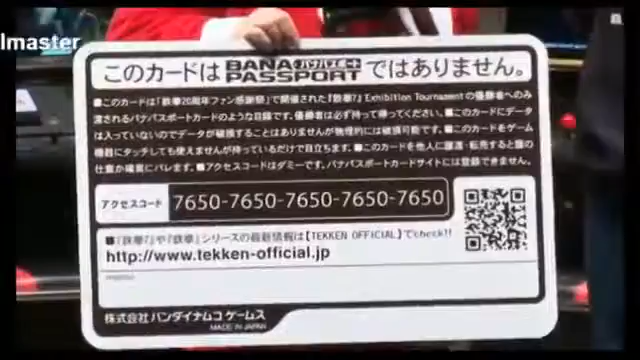 lmaster
このカードは BANA PASSPORT バナパスポート ではありません。
■このカードは「鉄拳20周年ファン感謝祭」で開催された『鉄拳7』Exhibition Tournamentの優勝者へのみ
渡されるバナパスポートカードのような目録です。優勝者は必ず持って帰ってください。■このカードにデータ
は入っていないのでデータが破損することはありませんが物理的には破損可能です。■このカードをゲーム
機器にタッチしても使えませんが持っているだけで目立ちます。■このカードを他人に譲渡・転売すると誰の
仕業か確実にバレます。■アクセスコードはダミーです。バナパスポートカードサイトには登録できません。
アクセスコード 7650-7650-7650-7650-7650
■『鉄拳7』や『鉄拳』シリーズの最新情報は【TEKKEN OFFICIAL】でcheck!!
http://www.tekken-official.jp
株式会社バンダイナムコゲームス
MADE IN JAPAN